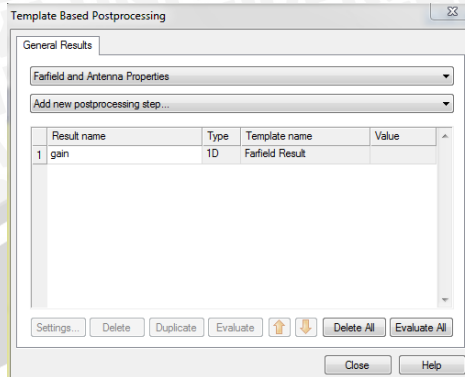 Template Based Postprocessing
General Results
Farfield and Antenna Properties
Add new postprocessing step...
Result name Type Template name Value
1 gain 1D Farfield Result
Settings... Delete Duplicate Evaluate Delete All Evaluate All
Close Help